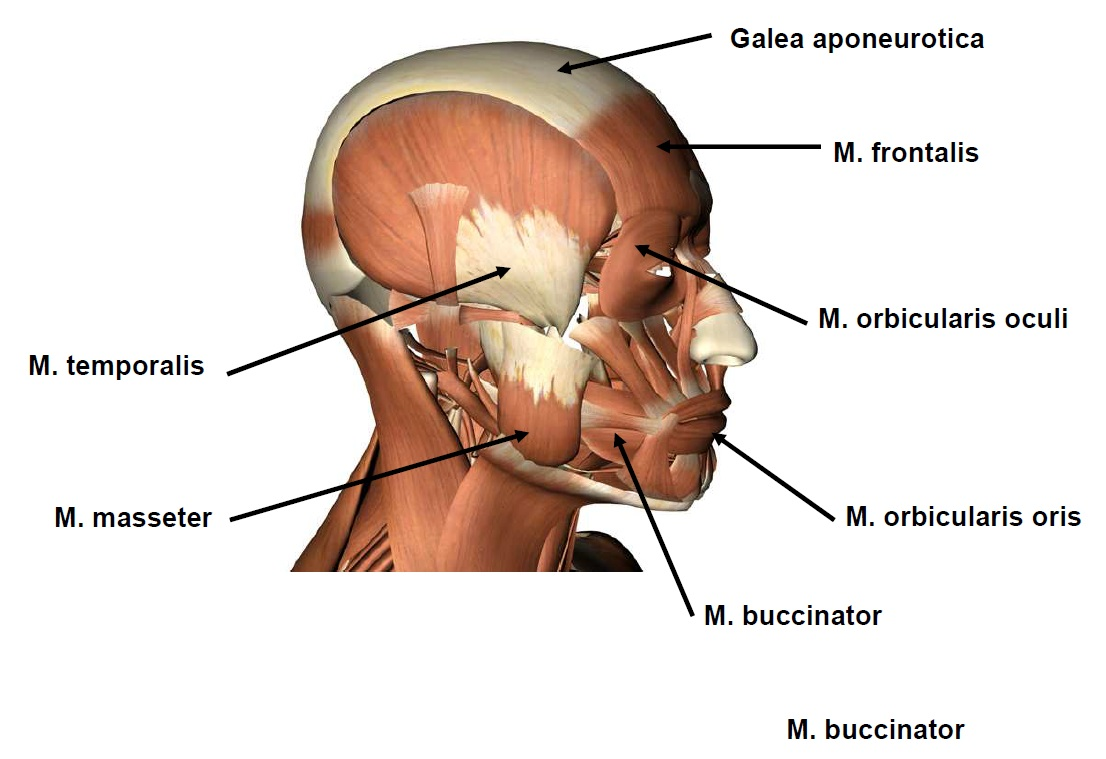 Galea aponeurotica
M. frontalis
M. orbicularis oculi
M. temporalis
M. masseter
M. orbicularis oris
M. buccinator
M. buccinator